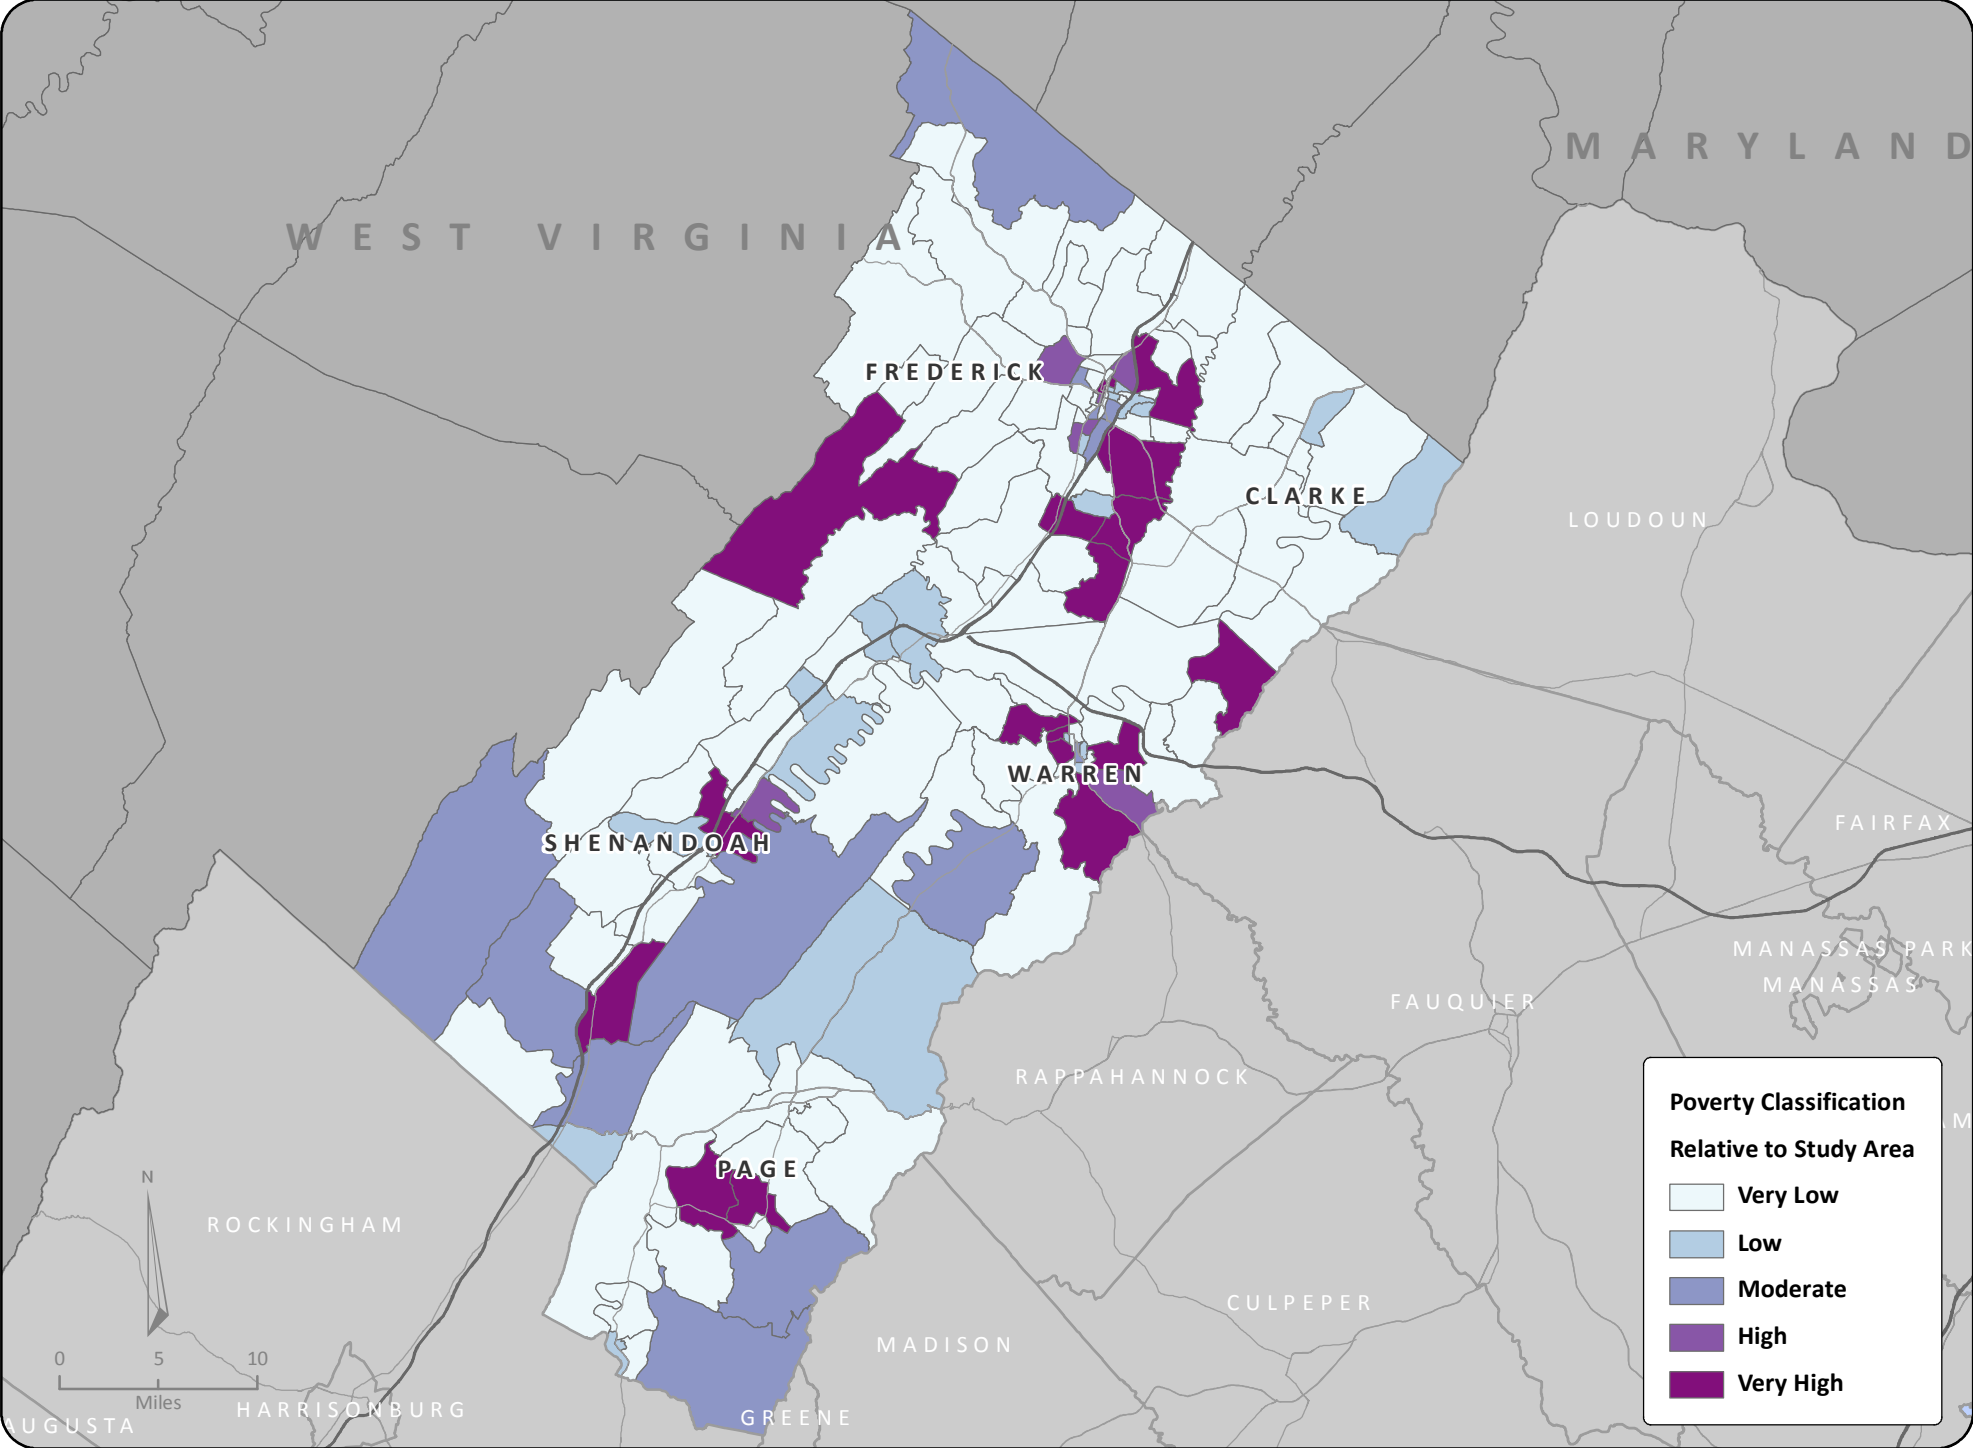 MARYLAND
WEST VIRGINIA
FREDERICK
CLARKE
LOUDOUN
WARREN
FAIRFAX
SHENANDOAH
MANASSAS PARK
MANASSAS
FAUQUIER
RAPPAHANNOCK
PAGE
ROCKINGHAM
CULPEPER
MADISON
HARRISONBURG
GREENE
AUGUSTA
N
0 5 10
Miles
Poverty Classification
Relative to Study Area
Very Low
Low
Moderate
High
Very High